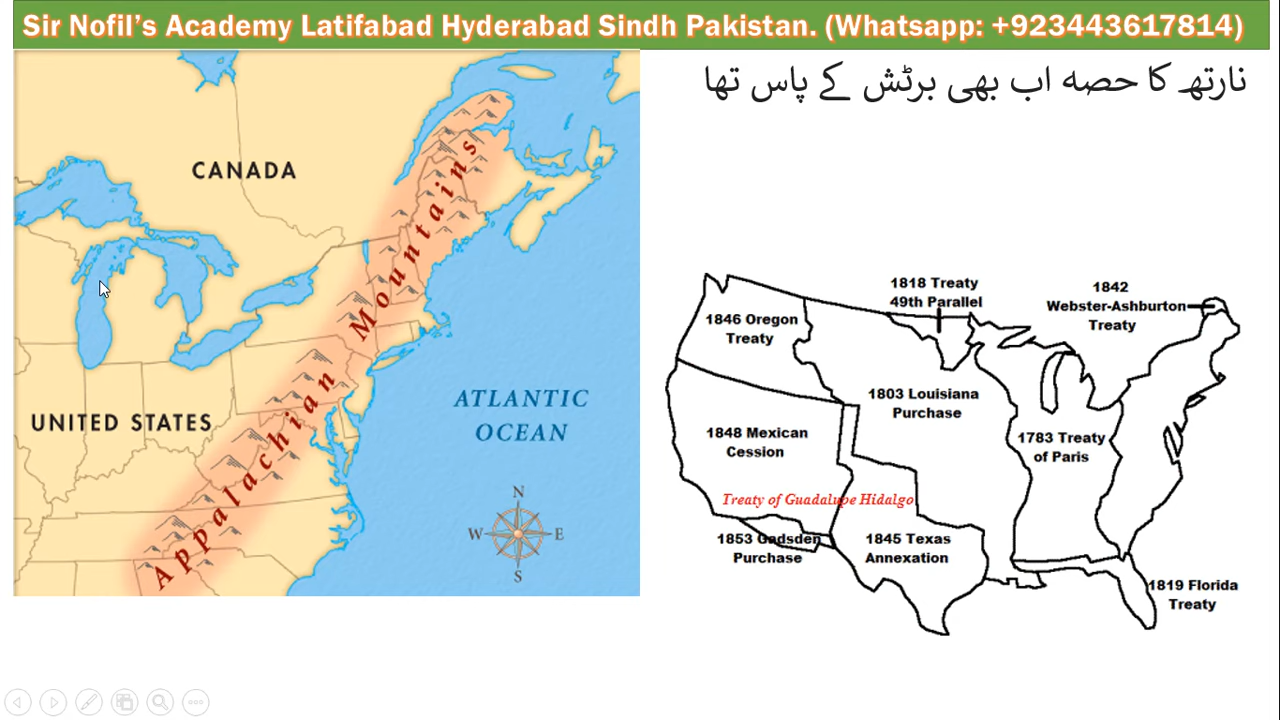 Sir Nofil's Academy Latifabad Hyderabad Sindh Pakistan. (Whatsapp: +923443617814)
نارتھ کا حصہ اب بھی برٹش کے پاس تھا
CANADA
UNITED STATES
Appalachian Mountains
ATLANTIC
OCEAN
N
W
E
S
1818 Treaty
49th Parallel
1842
Webster-Ashburton
Treaty
1846 Oregon
Treaty
1803 Louisiana
Purchase
1848 Mexican
Cession
1783 Treaty
of Paris
Treaty of Guadalupe Hidalgo
1853 Gadsden
Purchase
1845 Texas
Annexation
1819 Florida
Treaty